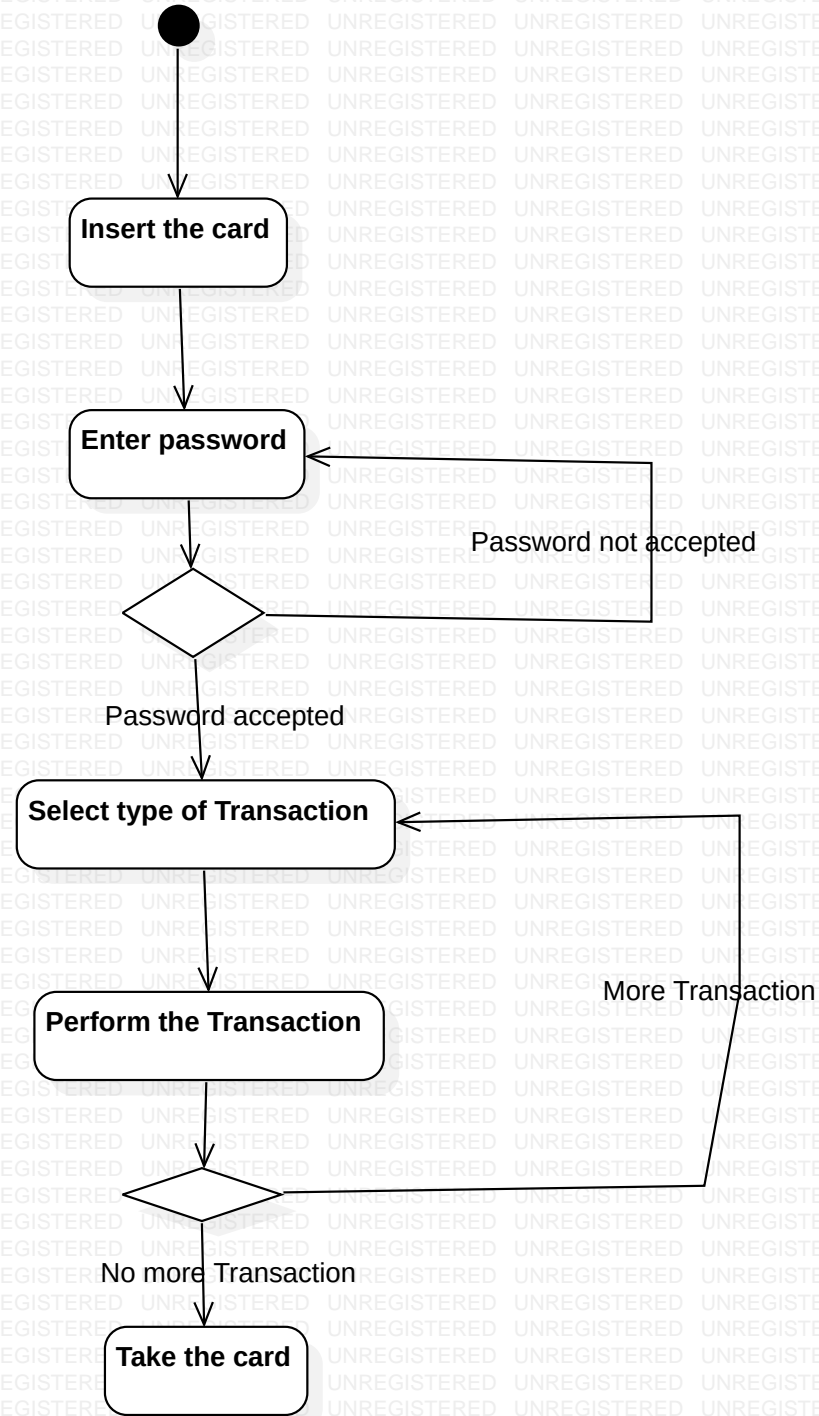 Insert the card
Enter password
Password not accepted
Password accepted
Select type of Transaction
More Transaction
Perform the Transaction
No more Transaction
Take the card
UNREGISTERED